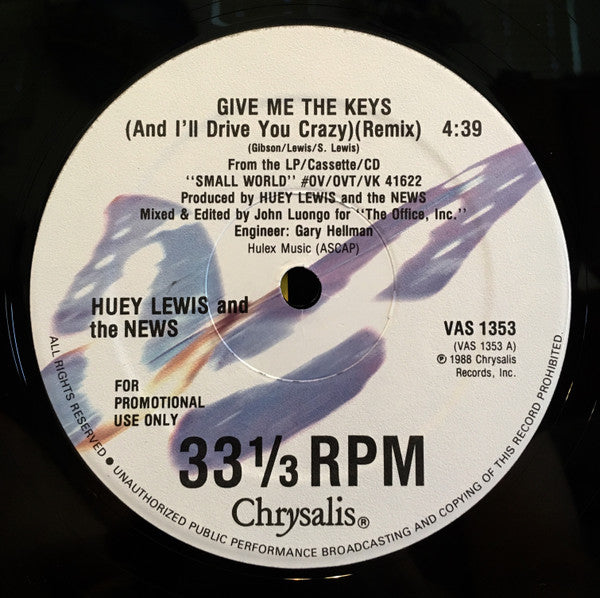 GIVE ME THE KEYS
(And I'll Drive You Crazy)(Remix) 4:39
(Gibson/Lewis/S. Lewis)
From the LP/Cassette/CD
"SMALL WORLD" #OV/OVT/VK 41622
Produced by HUEY LEWIS and the NEWS
Mixed & Edited by John Luongo for "The Office, Inc."
Engineer: Gary Hellman
Hulex Music (ASCAP)
HUEY LEWIS and
the NEWS
VAS 1353
(VAS 1353 A)
℗ 1988 Chrysalis
Records, Inc.
FOR
PROMOTIONAL
USE ONLY
33 1/3 RPM
Chrysalis®
ALL RIGHTS RESERVED ● UNAUTHORIZED PUBLIC PERFORMANCE BROADCASTING AND COPYING OF THIS RECORD PROHIBITED.